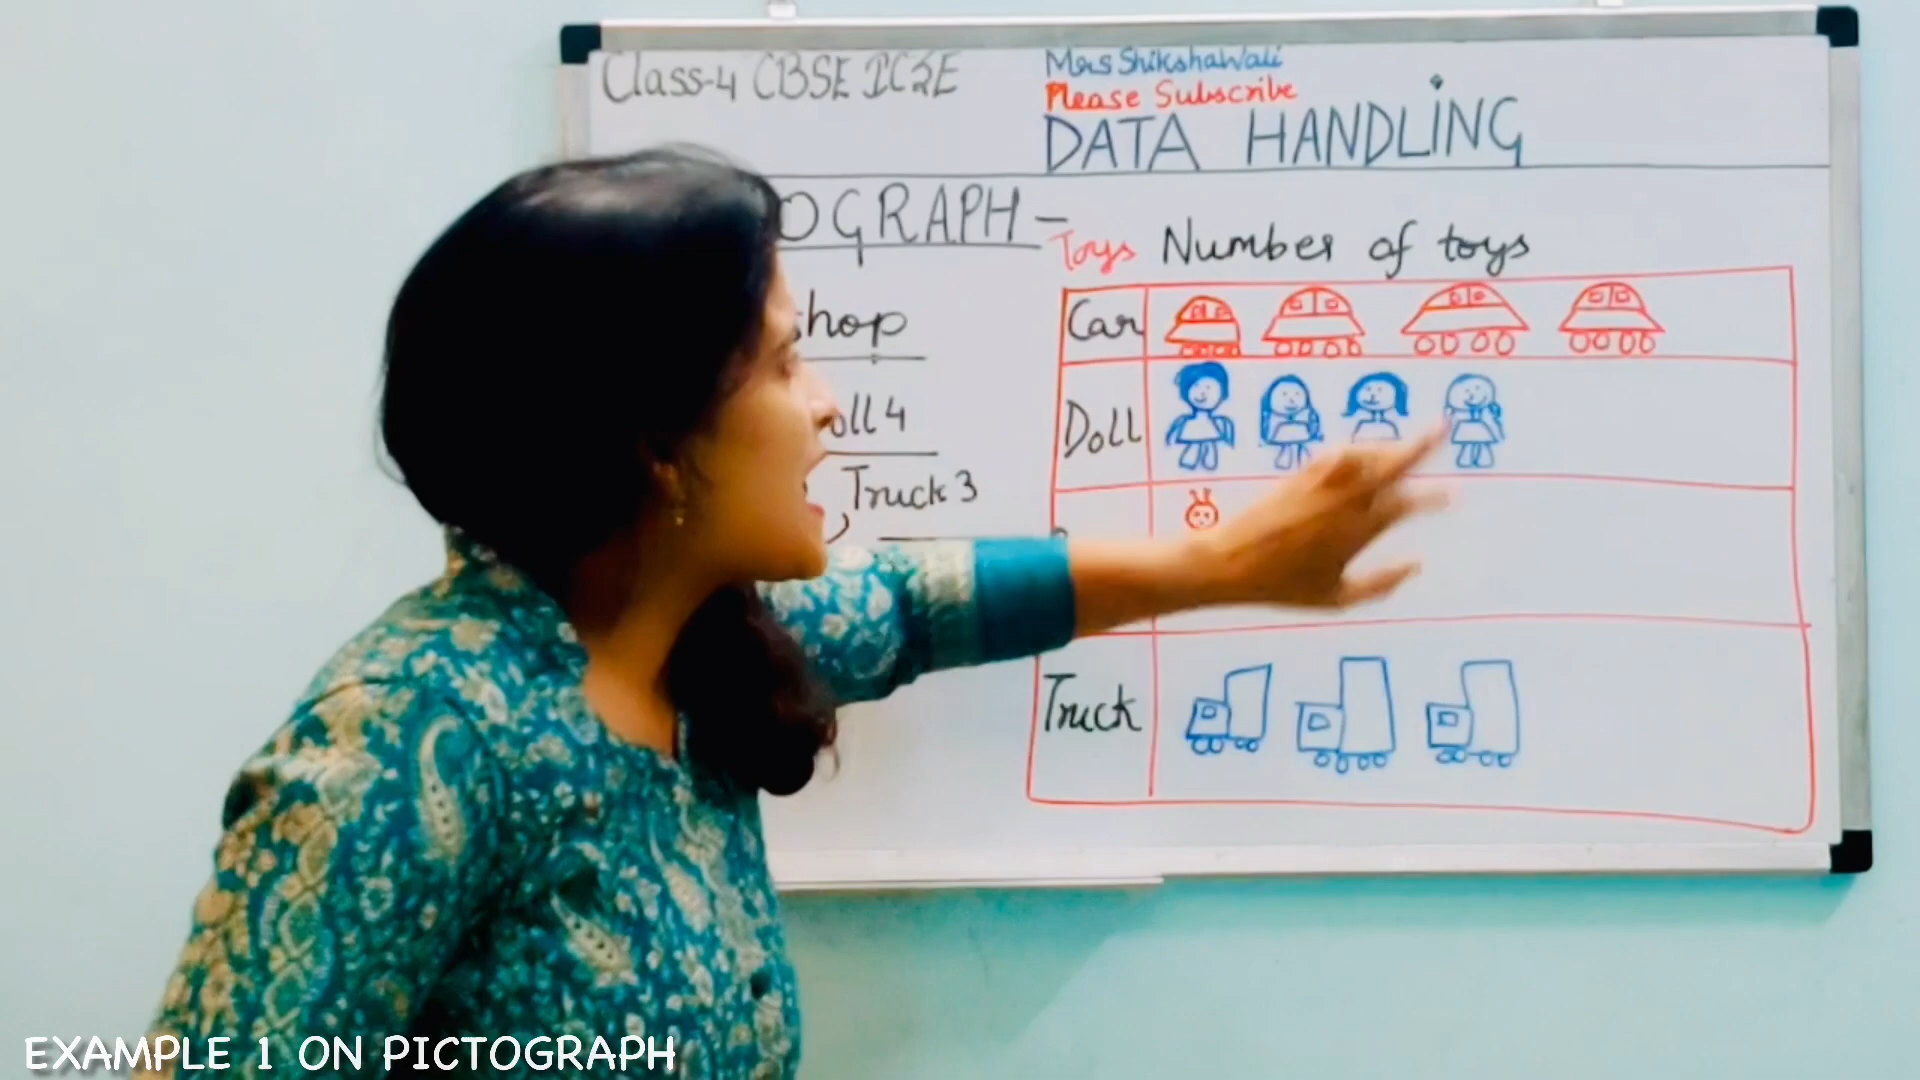 Class-4 CBSE ICSE
Mrs ShikshaWali
Please Subscribe
DATA HANDLING
OGRAPH -
Toys Number of toys
shop
Car
oll 4
Doll
Truck 3
Truck
EXAMPLE 1 ON PICTOGRAPH